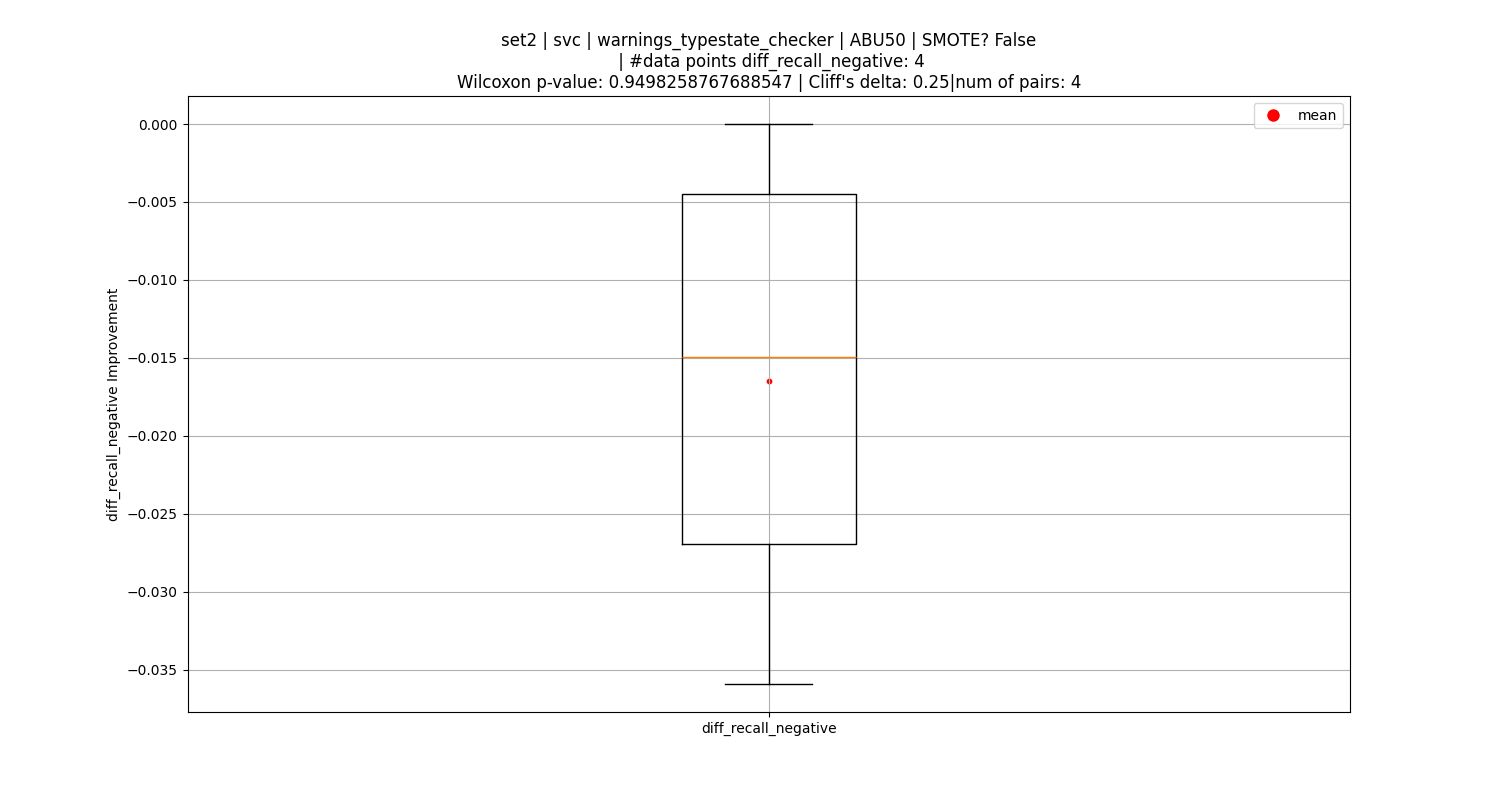 set2 | svc | warnings_typestate_checker | ABU50 | SMOTE? False
| #data points diff_recall_negative: 4
Wilcoxon p-value: 0.9498258767688547 | Cliff's delta: 0.25|num of pairs: 4
mean
0.000
−0.005
−0.010
−0.015
−0.020
−0.025
−0.030
−0.035
diff_recall_negative Improvement
diff_recall_negative